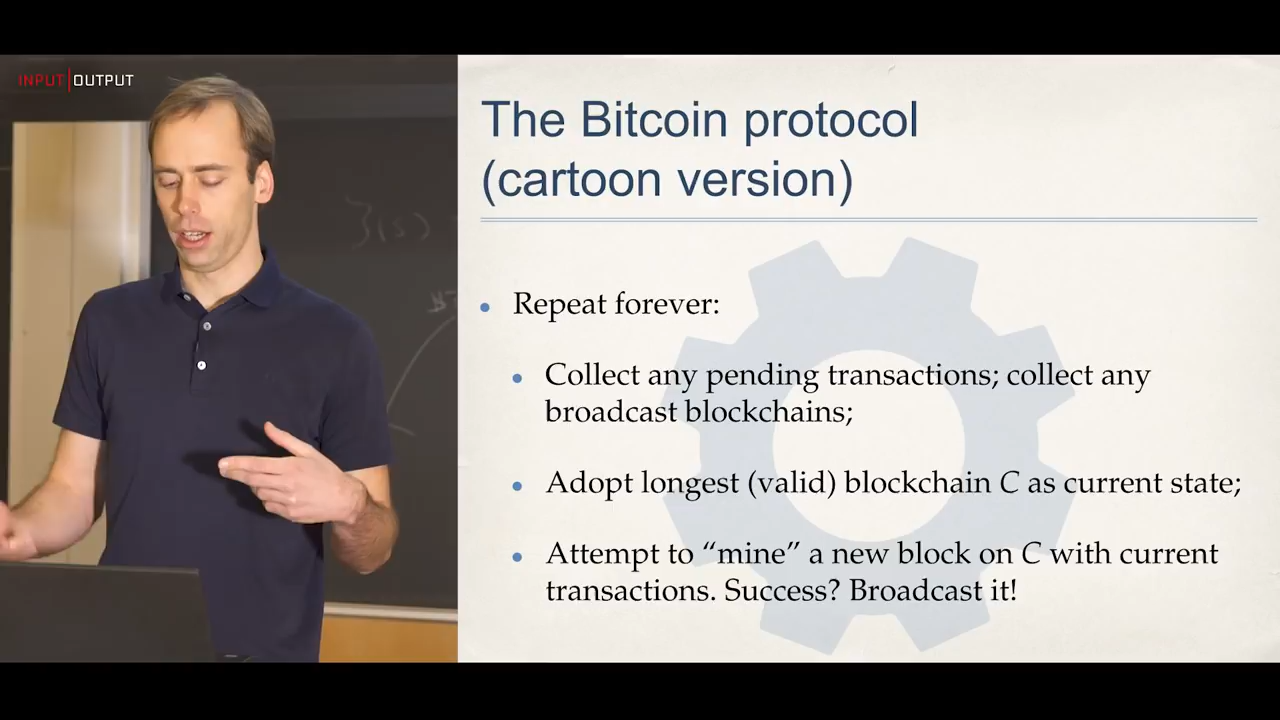 INPUT|OUTPUT
The Bitcoin protocol
(cartoon version)
• Repeat forever:
• Collect any pending transactions; collect any
broadcast blockchains;
• Adopt longest (valid) blockchain C as current state;
• Attempt to “mine” a new block on C with current
transactions. Success? Broadcast it!